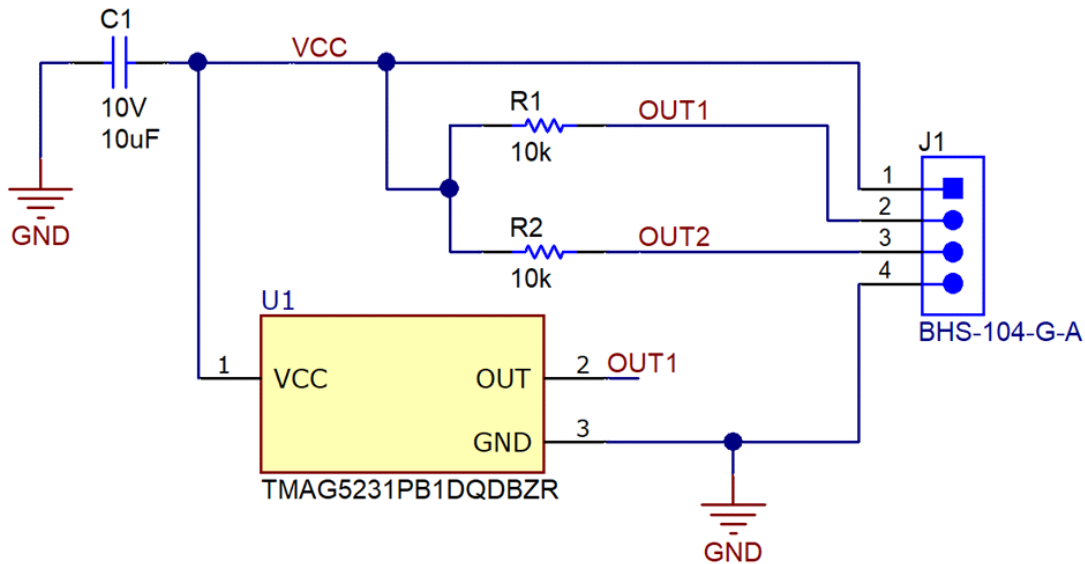 C1
VCC
10V
10uF
GND
R1
OUT1
10k
J1
1
2
R2
OUT2
3
10k
4
BHS-104-G-A
U1
1
VCC
OUT
2
OUT1
GND
3
TMAG5231PB1DQDBZR
GND